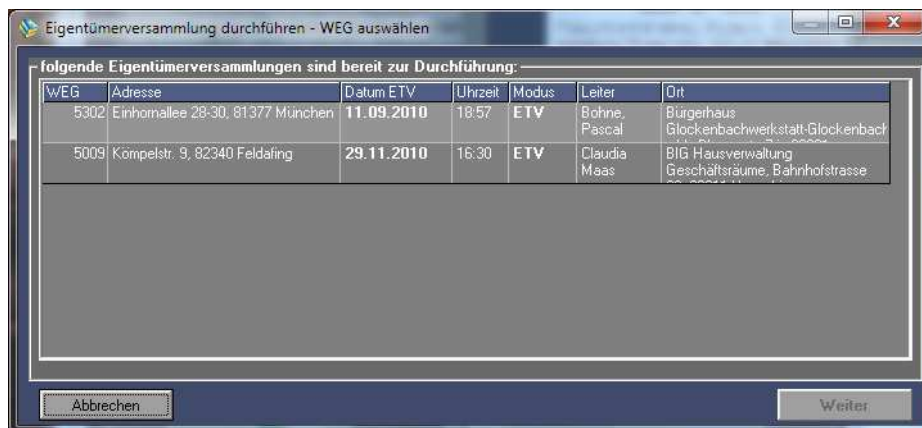 Eigentümerversammlung durchführen - WEG auswählen
folgende Eigentümerversammlungen sind bereit zur Durchführung:
WEG Adresse Datum ETV Uhrzeit Modus Leiter Ort
5302 Einhornallee 28-30, 81377 München 11.09.2010 18:57 ETV Bohne, Bürgerhaus
Pascal Glockenbachwerkstatt-Glockenbach
5009 Kömpelstr. 9, 82340 Feldafing 29.11.2010 16:30 ETV Claudia BIG Hausverwaltung
Maas Geschäftsräume, Bahnhofstrasse
Abbrechen Weiter